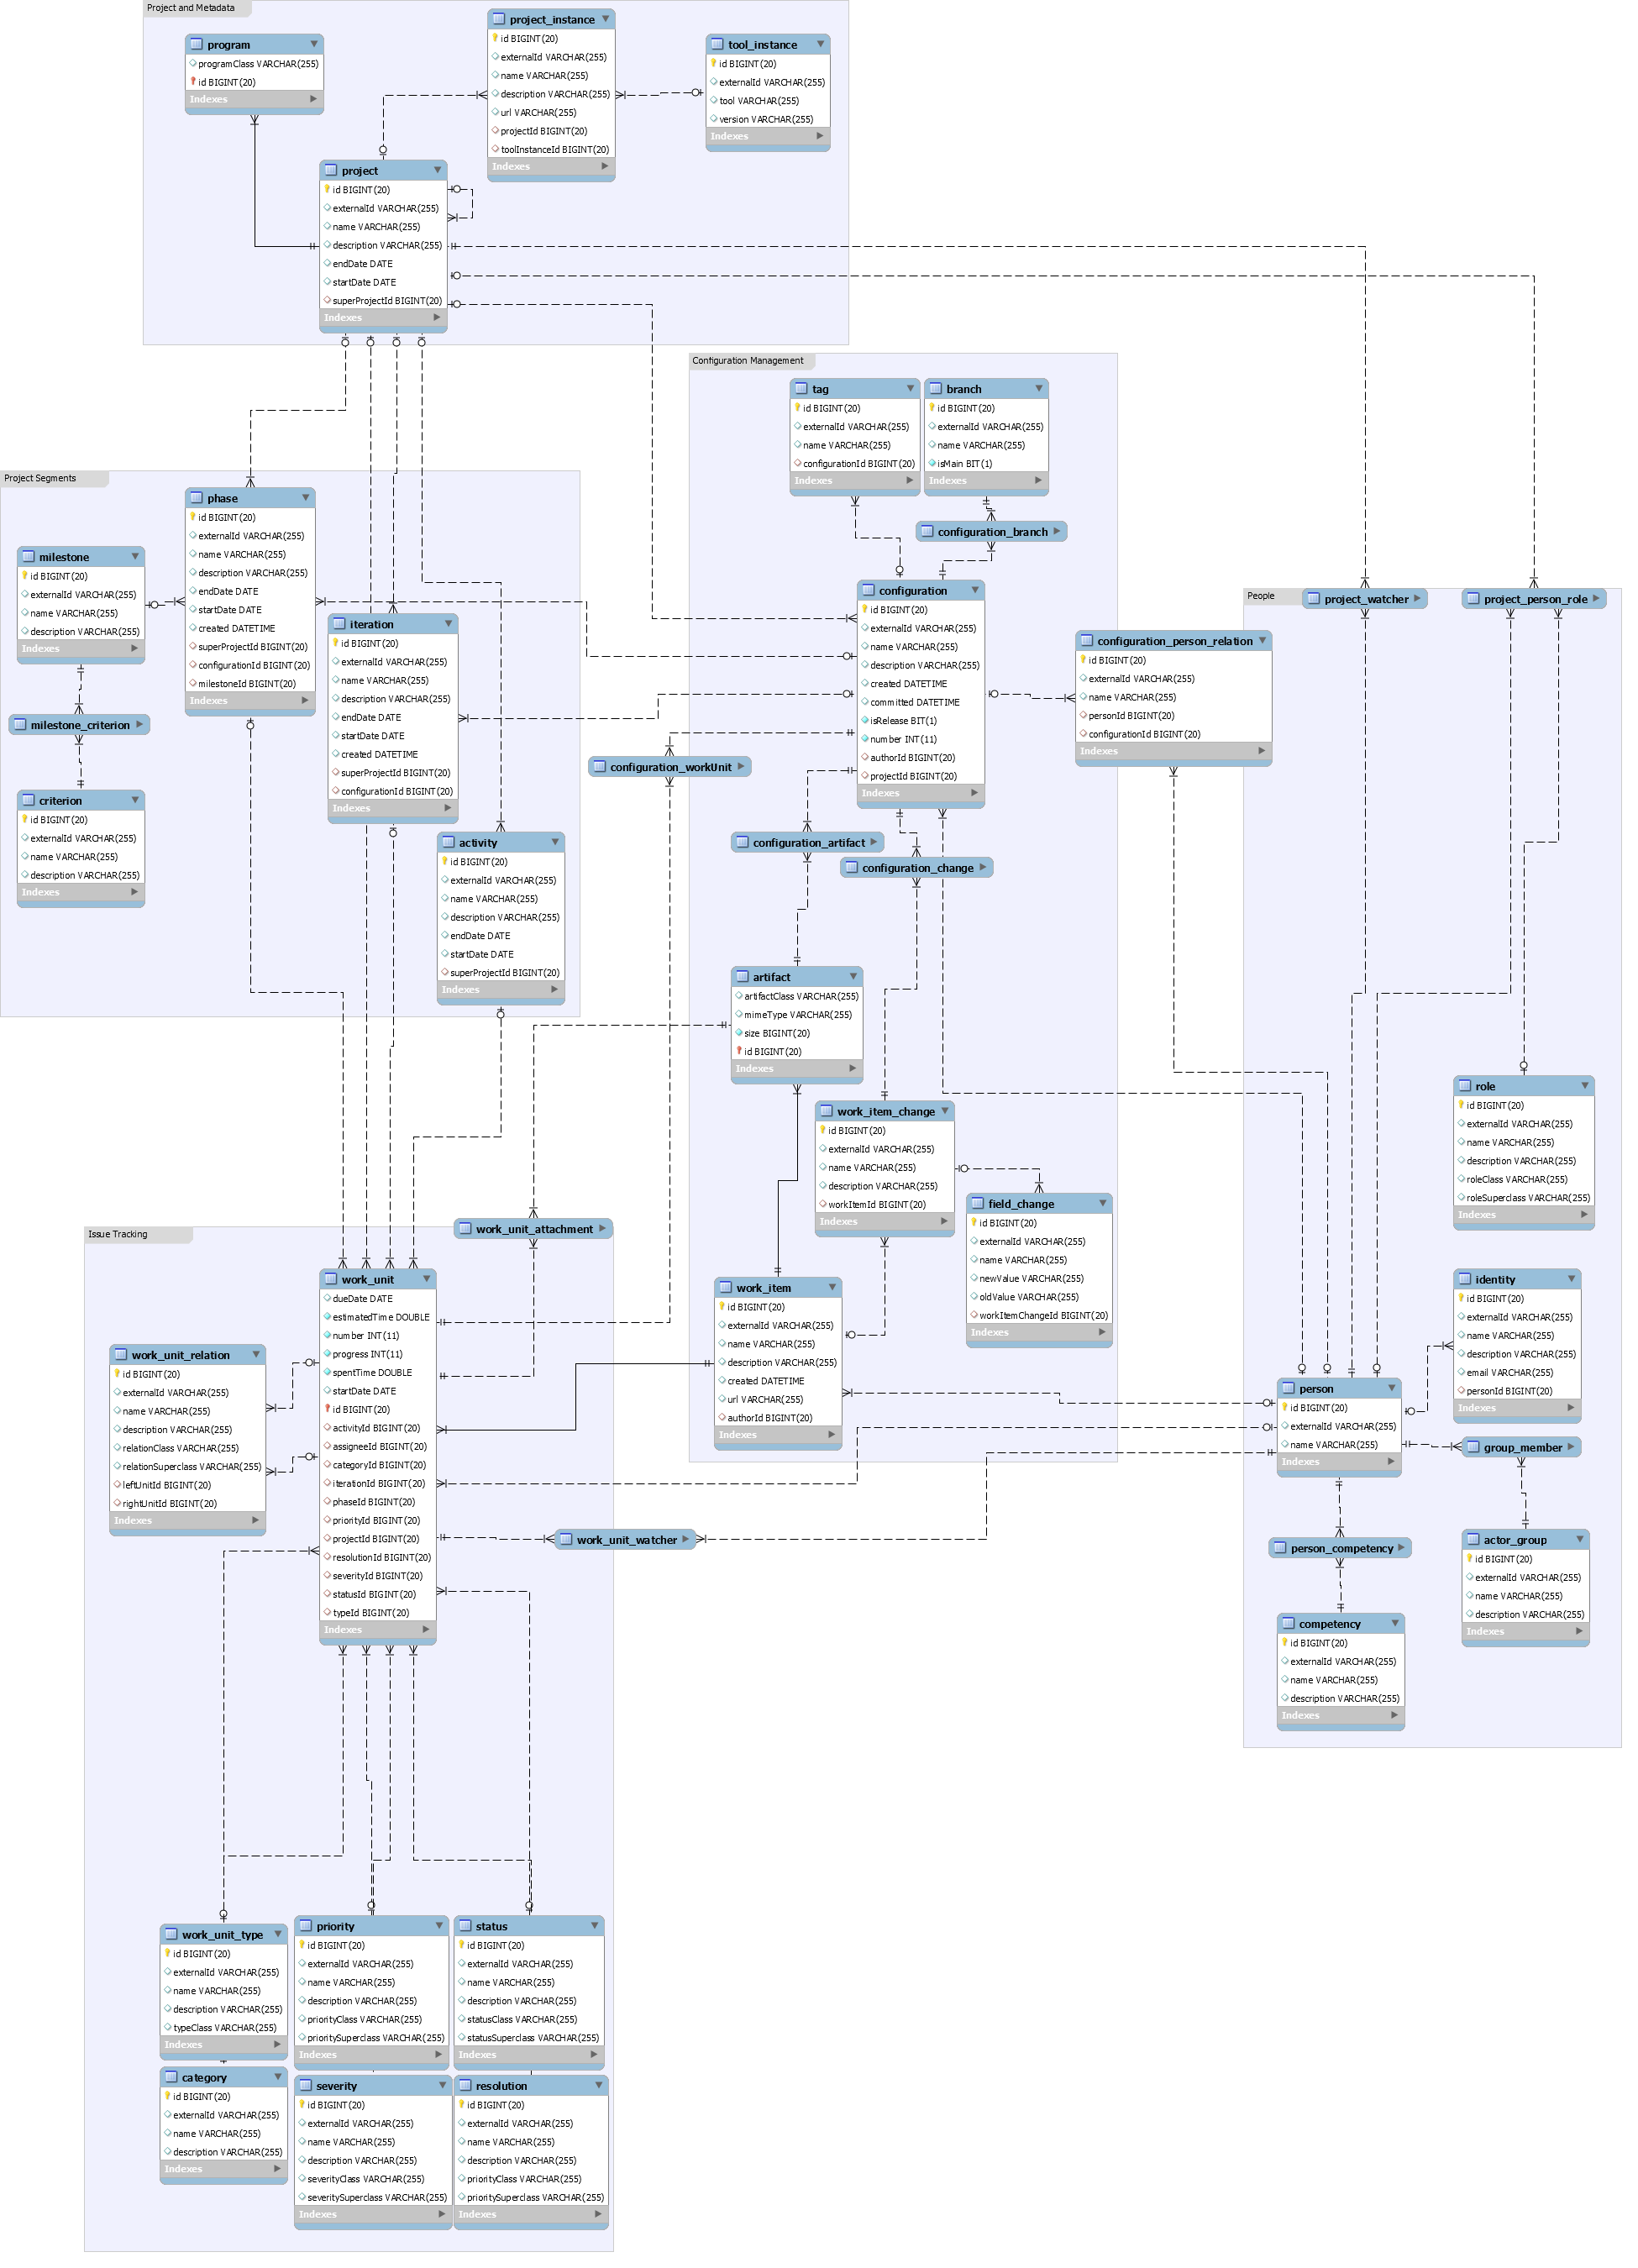 Project and Metadata
program
programClass VARCHAR(255)
id BIGINT(20)
Indexes
project_instance
id BIGINT(20)
externalId VARCHAR(255)
name VARCHAR(255)
description VARCHAR(255)
url VARCHAR(255)
projectId BIGINT(20)
toolInstanceId BIGINT(20)
Indexes
tool_instance
id BIGINT(20)
externalId VARCHAR(255)
tool VARCHAR(255)
version VARCHAR(255)
Indexes
project
id BIGINT(20)
externalId VARCHAR(255)
name VARCHAR(255)
description VARCHAR(255)
endDate DATE
startDate DATE
superProjectId BIGINT(20)
Indexes
Project Segments
phase
id BIGINT(20)
externalId VARCHAR(255)
name VARCHAR(255)
description VARCHAR(255)
endDate DATE
startDate DATE
created DATETIME
superProjectId BIGINT(20)
configurationId BIGINT(20)
milestoneId BIGINT(20)
Indexes
milestone
id BIGINT(20)
externalId VARCHAR(255)
name VARCHAR(255)
description VARCHAR(255)
Indexes
milestone_criterion
criterion
id BIGINT(20)
externalId VARCHAR(255)
name VARCHAR(255)
description VARCHAR(255)
Indexes
iteration
id BIGINT(20)
externalId VARCHAR(255)
name VARCHAR(255)
description VARCHAR(255)
endDate DATE
startDate DATE
created DATETIME
superProjectId BIGINT(20)
configurationId BIGINT(20)
Indexes
activity
id BIGINT(20)
externalId VARCHAR(255)
name VARCHAR(255)
description VARCHAR(255)
endDate DATE
startDate DATE
superProjectId BIGINT(20)
Indexes
Configuration Management
tag
id BIGINT(20)
externalId VARCHAR(255)
name VARCHAR(255)
configurationId BIGINT(20)
Indexes
branch
id BIGINT(20)
externalId VARCHAR(255)
name VARCHAR(255)
isMain BIT(1)
Indexes
configuration_branch
configuration
id BIGINT(20)
externalId VARCHAR(255)
name VARCHAR(255)
description VARCHAR(255)
created DATETIME
committed DATETIME
isRelease BIT(1)
number INT(11)
authorId BIGINT(20)
projectId BIGINT(20)
Indexes
configuration_person_relation
id BIGINT(20)
externalId VARCHAR(255)
name VARCHAR(255)
personId BIGINT(20)
configurationId BIGINT(20)
Indexes
configuration_workUnit
configuration_artifact
configuration_change
artifact
artifactClass VARCHAR(255)
mimeType VARCHAR(255)
size BIGINT(20)
id BIGINT(20)
Indexes
work_item_change
id BIGINT(20)
externalId VARCHAR(255)
name VARCHAR(255)
description VARCHAR(255)
workItemId BIGINT(20)
Indexes
field_change
id BIGINT(20)
externalId VARCHAR(255)
name VARCHAR(255)
newValue VARCHAR(255)
oldValue VARCHAR(255)
workItemChangeId BIGINT(20)
Indexes
work_item
id BIGINT(20)
externalId VARCHAR(255)
name VARCHAR(255)
description VARCHAR(255)
created DATETIME
url VARCHAR(255)
authorId BIGINT(20)
Indexes
People
project_watcher
project_person_role
role
id BIGINT(20)
externalId VARCHAR(255)
name VARCHAR(255)
description VARCHAR(255)
roleClass VARCHAR(255)
roleSuperclass VARCHAR(255)
Indexes
identity
id BIGINT(20)
externalId VARCHAR(255)
name VARCHAR(255)
description VARCHAR(255)
email VARCHAR(255)
personId BIGINT(20)
Indexes
person
id BIGINT(20)
externalId VARCHAR(255)
name VARCHAR(255)
Indexes
group_member
person_competency
actor_group
id BIGINT(20)
externalId VARCHAR(255)
name VARCHAR(255)
description VARCHAR(255)
Indexes
competency
id BIGINT(20)
externalId VARCHAR(255)
name VARCHAR(255)
description VARCHAR(255)
Indexes
Issue Tracking
work_unit_attachment
work_unit
dueDate DATE
estimatedTime DOUBLE
number INT(11)
progress INT(11)
spentTime DOUBLE
startDate DATE
id BIGINT(20)
activityId BIGINT(20)
assigneeId BIGINT(20)
categoryId BIGINT(20)
iterationId BIGINT(20)
phaseId BIGINT(20)
priorityId BIGINT(20)
projectId BIGINT(20)
resolutionId BIGINT(20)
severityId BIGINT(20)
statusId BIGINT(20)
typeId BIGINT(20)
Indexes
work_unit_relation
id BIGINT(20)
externalId VARCHAR(255)
name VARCHAR(255)
description VARCHAR(255)
relationClass VARCHAR(255)
relationSuperclass VARCHAR(255)
leftUnitId BIGINT(20)
rightUnitId BIGINT(20)
Indexes
work_unit_watcher
work_unit_type
id BIGINT(20)
externalId VARCHAR(255)
name VARCHAR(255)
description VARCHAR(255)
typeClass VARCHAR(255)
Indexes
priority
id BIGINT(20)
externalId VARCHAR(255)
name VARCHAR(255)
description VARCHAR(255)
priorityClass VARCHAR(255)
prioritySuperclass VARCHAR(255)
Indexes
status
id BIGINT(20)
externalId VARCHAR(255)
name VARCHAR(255)
description VARCHAR(255)
statusClass VARCHAR(255)
statusSuperclass VARCHAR(255)
Indexes
category
id BIGINT(20)
externalId VARCHAR(255)
name VARCHAR(255)
description VARCHAR(255)
Indexes
severity
id BIGINT(20)
externalId VARCHAR(255)
name VARCHAR(255)
description VARCHAR(255)
severityClass VARCHAR(255)
severitySuperclass VARCHAR(255)
Indexes
resolution
id BIGINT(20)
externalId VARCHAR(255)
name VARCHAR(255)
description VARCHAR(255)
priorityClass VARCHAR(255)
prioritySuperclass VARCHAR(255)
Indexes